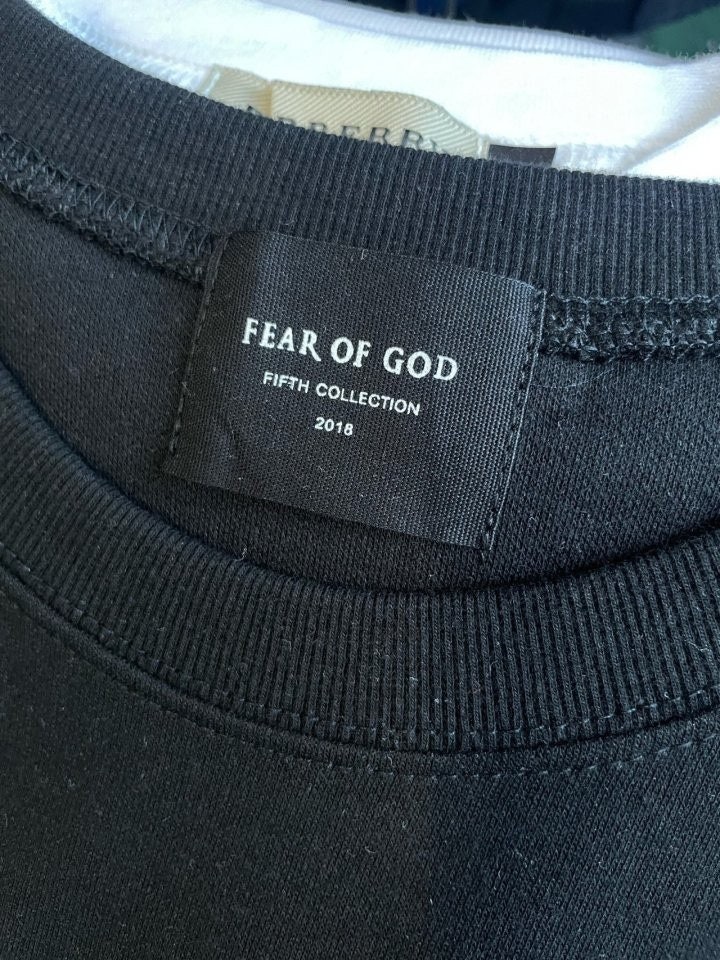 FEAR OF GOD
FIFTH COLLECTION
2018